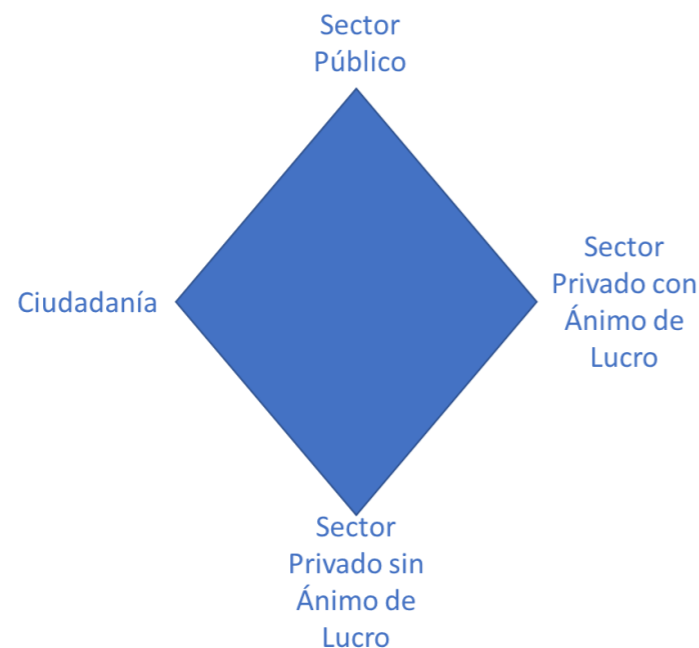 Sector
Público
Ciudadanía
Sector
Privado con
Ánimo de
Lucro
Sector
Privado sin
Ánimo de
Lucro